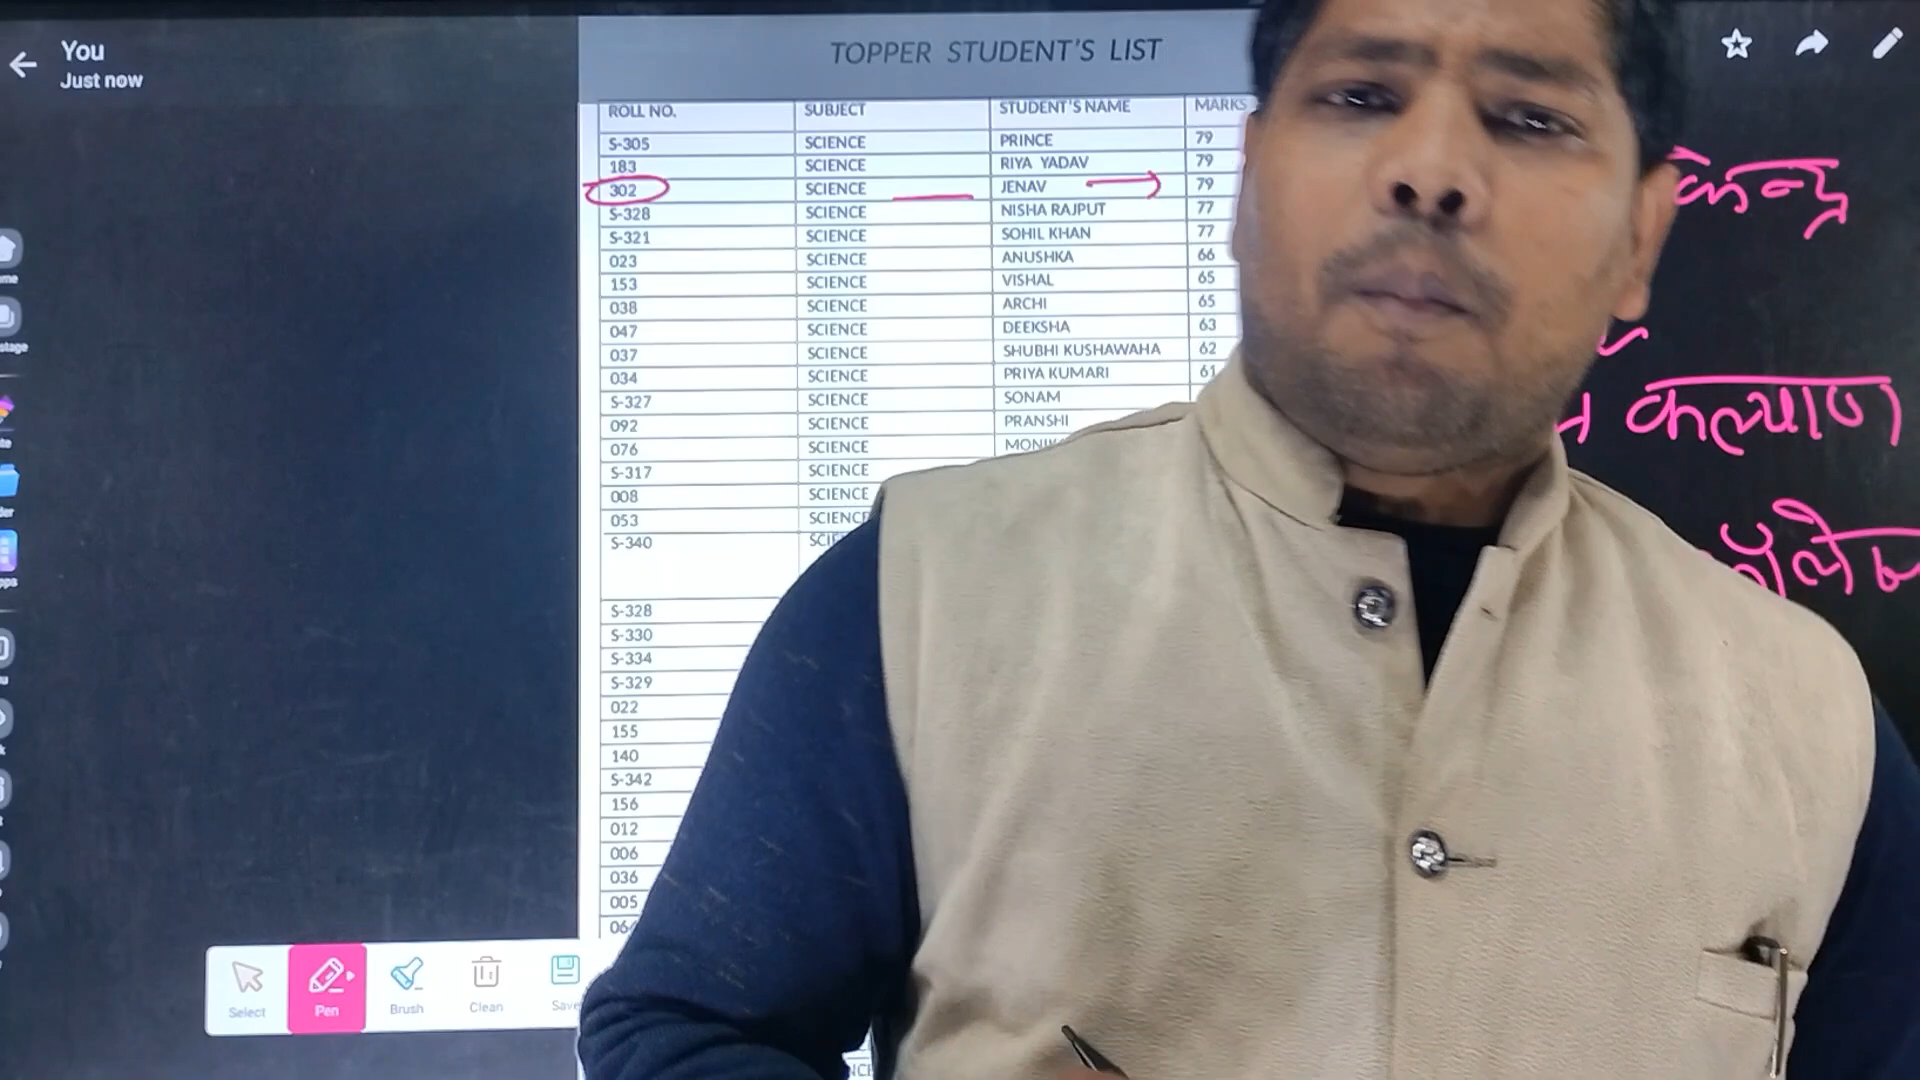 You
Just now
TOPPER STUDENT'S LIST
ROLL NO. SUBJECT STUDENT'S NAME MARKS
S-305 SCIENCE PRINCE 79
183 SCIENCE RIYA YADAV 79
302 SCIENCE JENAV 79
S-328 SCIENCE NISHA RAJPUT 77
S-321 SCIENCE SOHIL KHAN 77
023 SCIENCE ANUSHKA 66
153 SCIENCE VISHAL 65
038 SCIENCE ARCHI 65
047 SCIENCE DEEKSHA 63
037 SCIENCE SHUBHI KUSHAWAHA 62
034 SCIENCE PRIYA KUMARI 61
S-327 SCIENCE SONAM
092 SCIENCE PRANSHI
076 SCIENCE
S-317 SCIENCE
008 SCIENCE
053 SCIENCE
S-340
S-328
S-330
S-334
S-329
022
155
140
S-342
156
012
006
036
005
केन्द्र
कल्याण
Select Pen Brush Clean Save